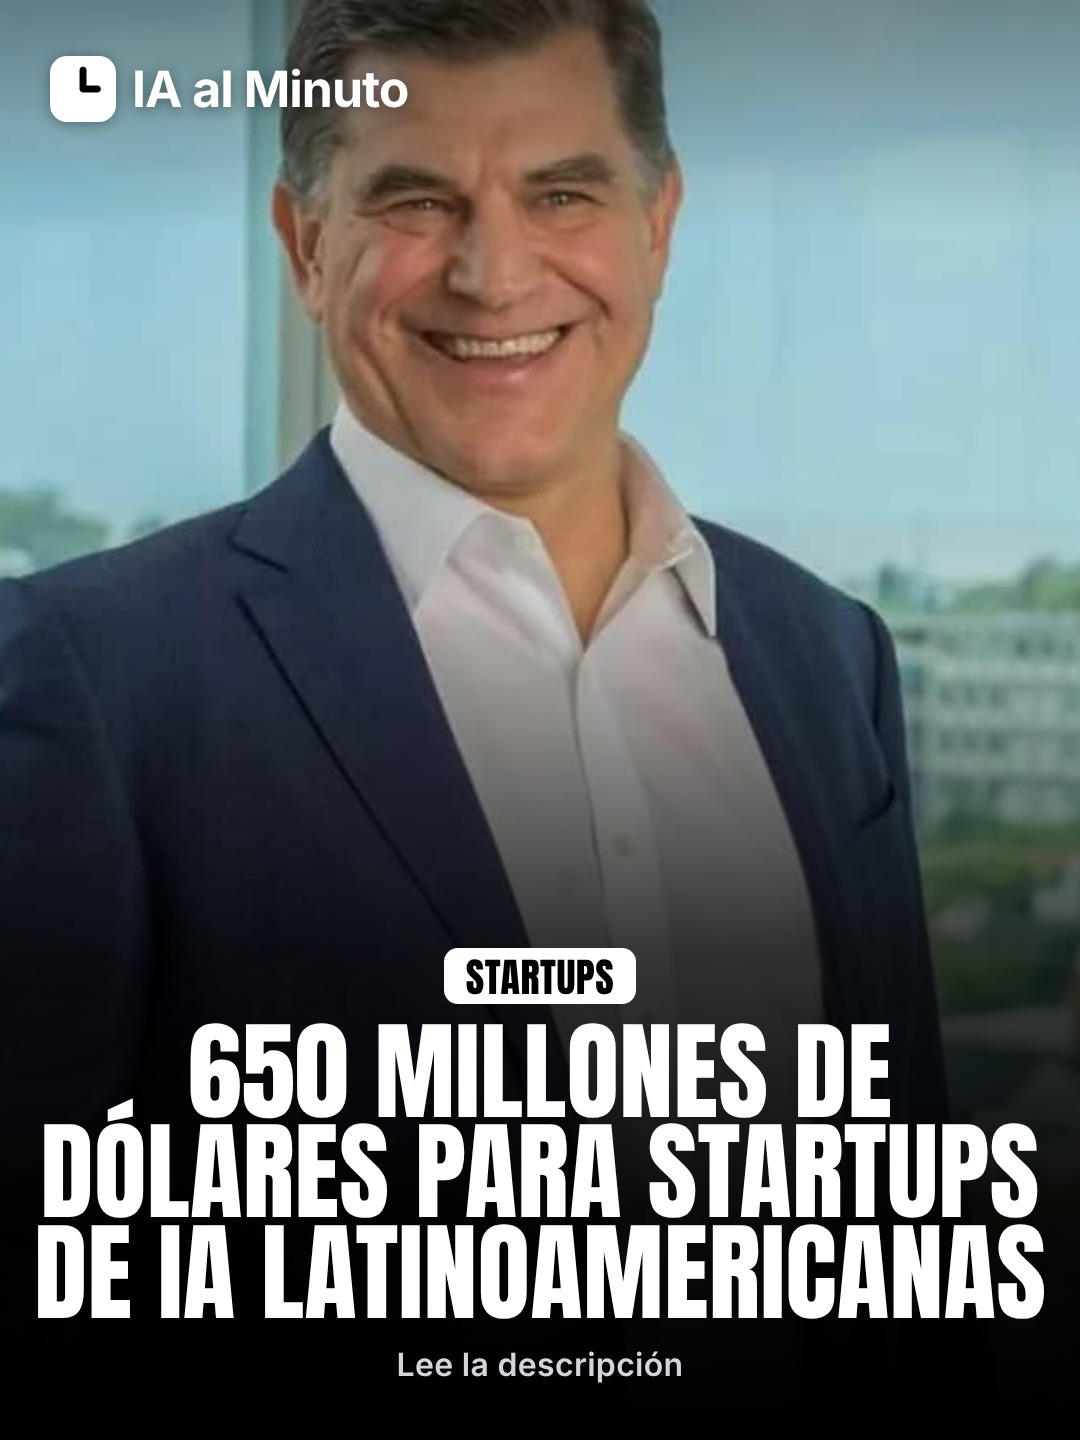 IA al Minuto
STARTUPS
650 MILLONES DE
DÓLARES PARA STARTUPS
DE IA LATINOAMERICANAS
Lee la descripción